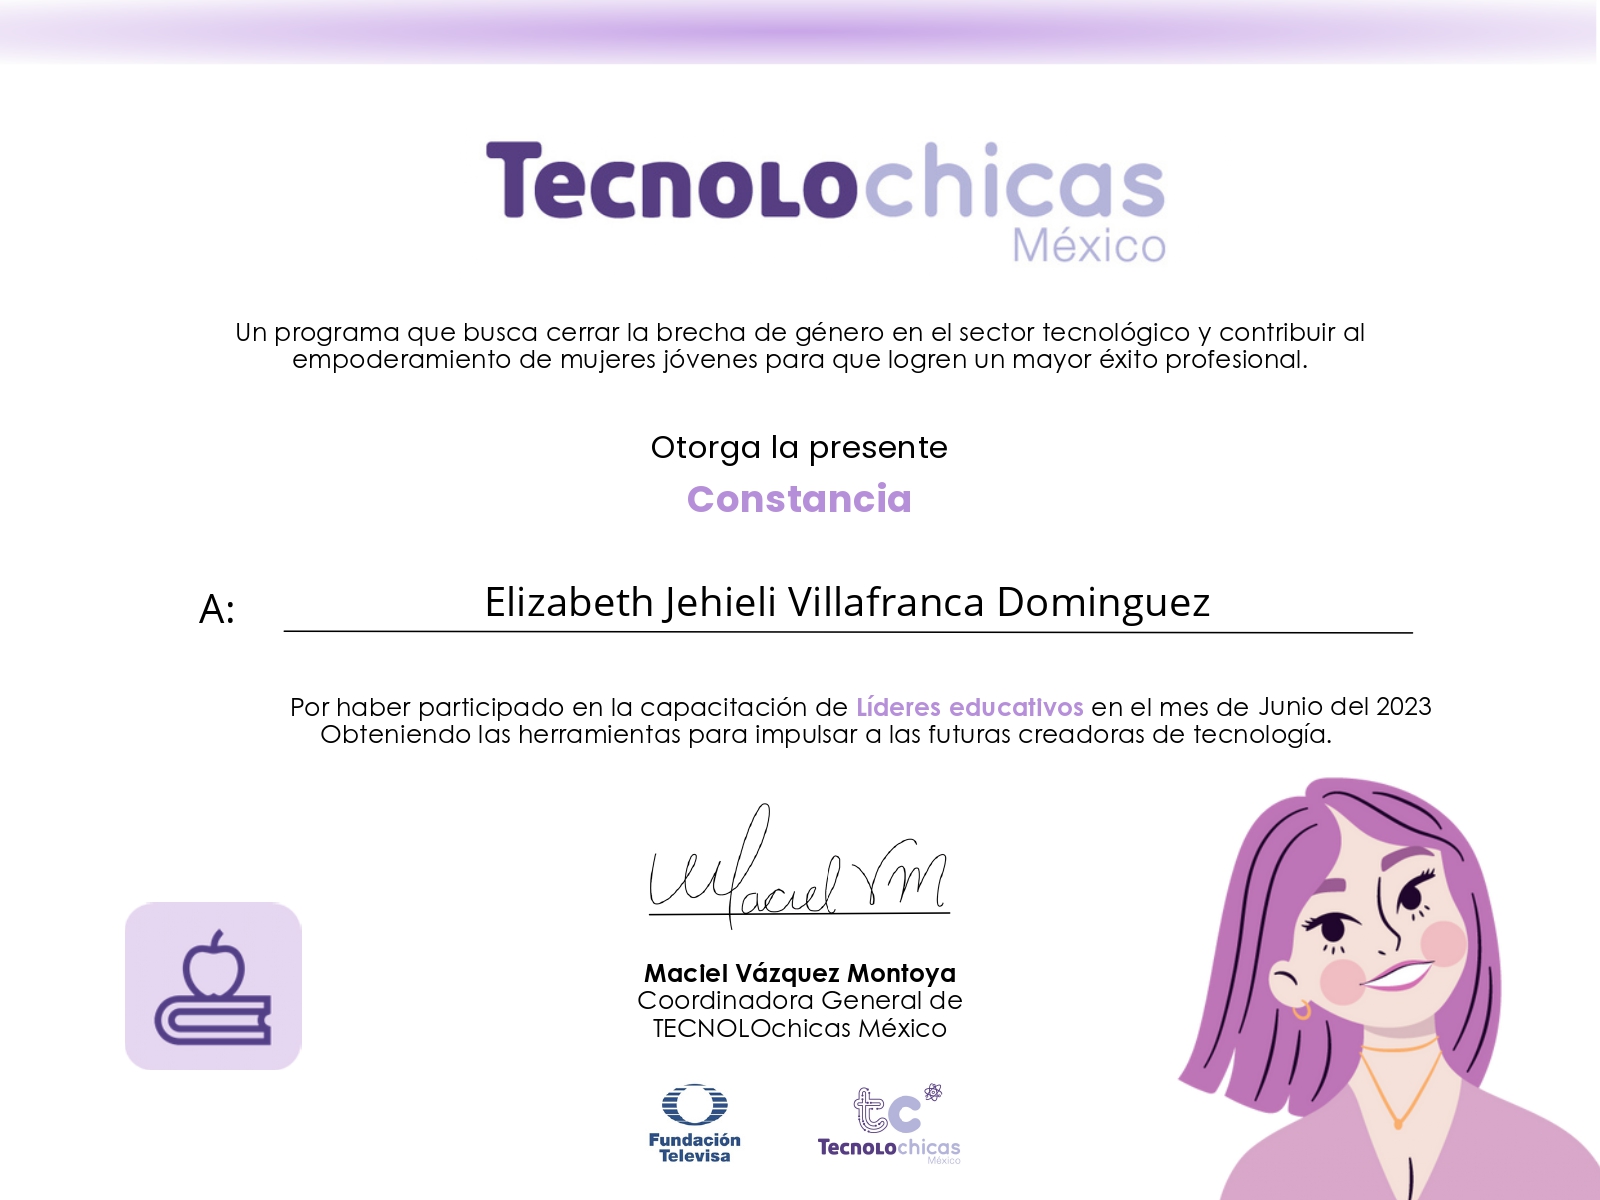 Tecnolochicas
México
Un programa que busca cerrar la brecha de género en el sector tecnológico y contribuir al
empoderamiento de mujeres jóvenes para que logren un mayor éxito profesional.
Otorga la presente
Constancia
A: Elizabeth Jehieli Villafranca Dominguez
Por haber participado en la capacitación de Líderes educativos en el mes de Junio del 2023
Obteniendo las herramientas para impulsar a las futuras creadoras de tecnología.
Maciel VM
Maciel Vázquez Montoya
Coordinadora General de
TECNOLOchicas México
Fundación
Televisa
tc
Tecnolochicas
México